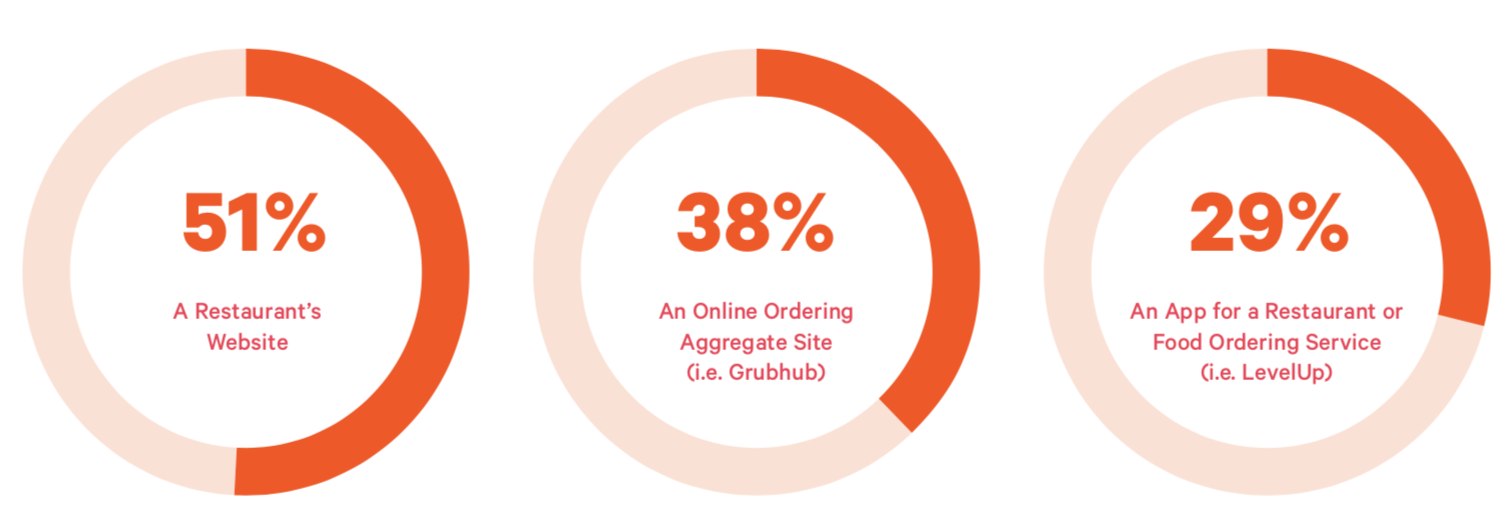 51%
A Restaurant’s
Website
38%
An Online Ordering
Aggregate Site
(i.e. Grubhub)
29%
An App for a Restaurant or
Food Ordering Service
(i.e. LevelUp)